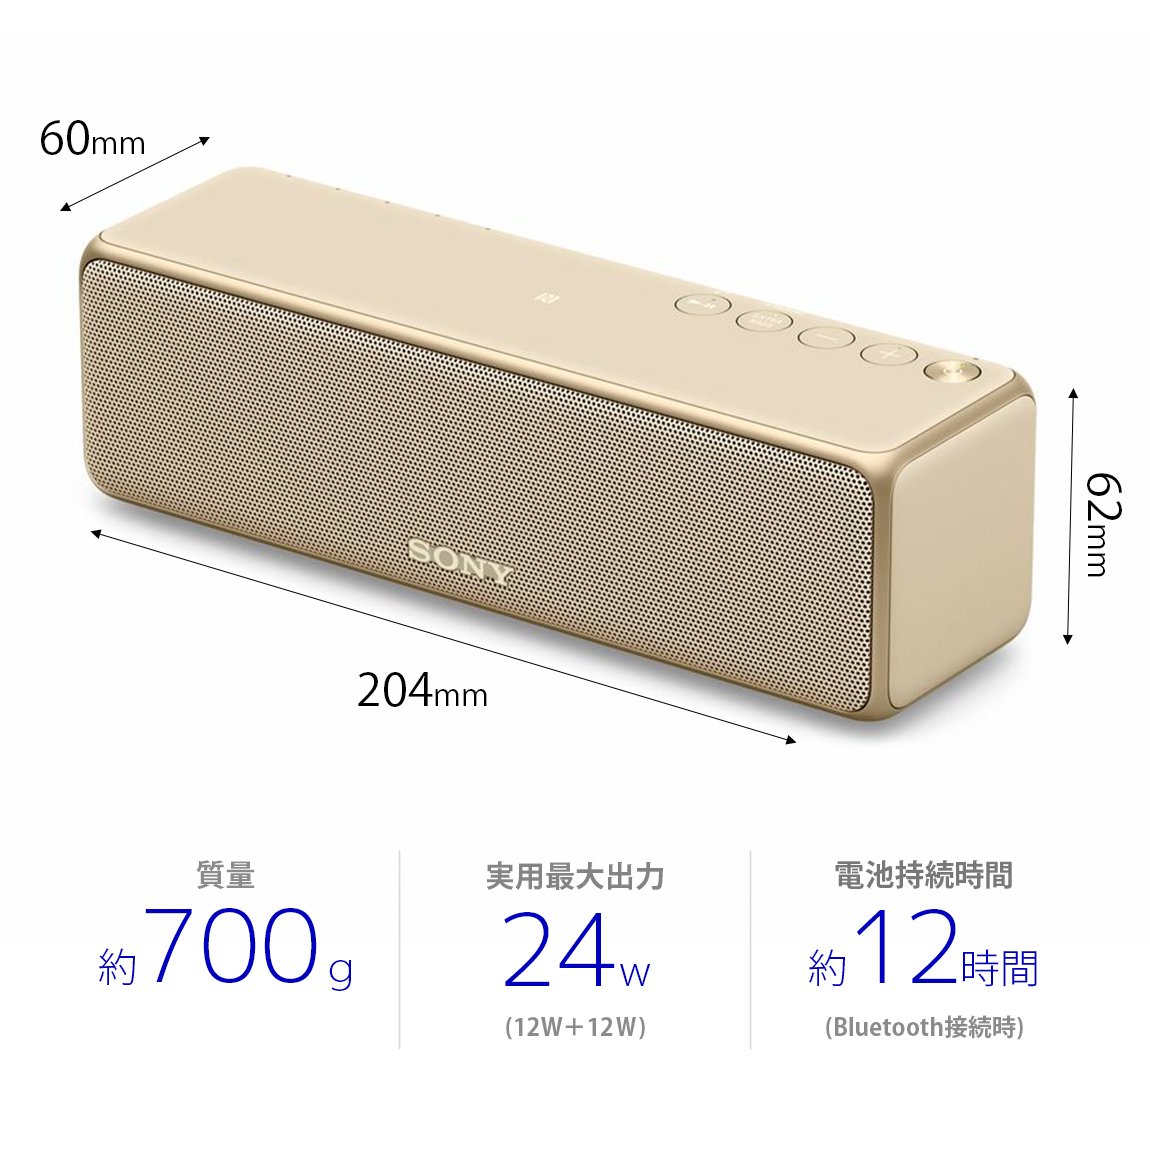 60mm
EXTRA
BASS
62mm
SONY
204mm
質量
約700g
実用最大出力
24W
(12W＋12W)
電池持続時間
約12時間
(Bluetooth接続時)